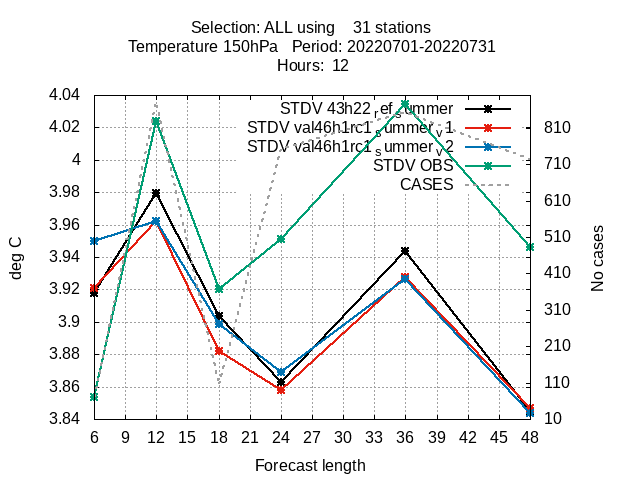 Selection: ALL using    31 stations
Temperature 150hPa   Period: 20220701-20220731
Hours:  12
4.04
4.02
4
3.98
3.96
3.94
3.92
3.9
3.88
3.86
3.84
deg C
STDV 43h22_ref_summer
STDV val46h1rc1_summer_v1
STDV val46h1rc1_summer_v2
STDV OBS
CASES
810
710
610
510
410
310
210
110
10
No cases
6 9 12 15 18 21 24 27 30 33 36 39 42 45 48
Forecast length